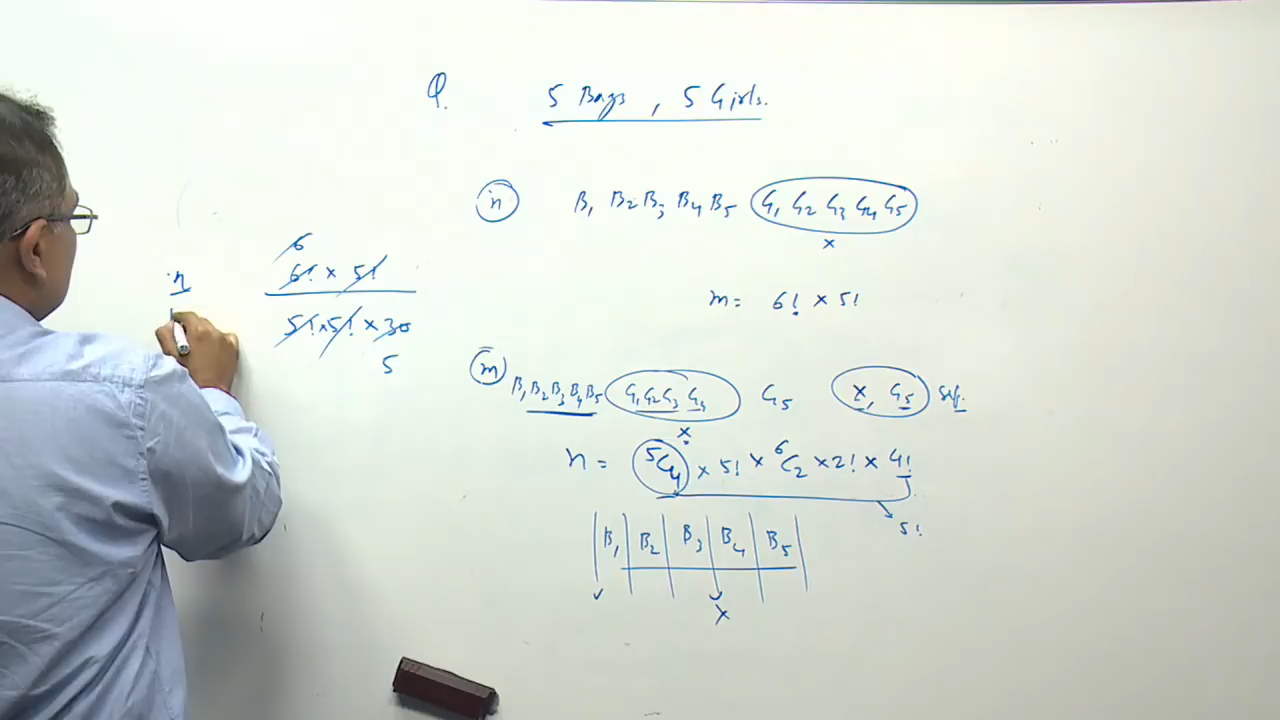 Q. 5 Boys , 5 Girls.
n B₁ B₂ B₃ B₄ B₅ G₁ G₂ G₃ G₄ G₅
x
m = 6! × 5!
6
6! × 5!
5! × 5! × 30
5
n
m B₁ B₂ B₃ B₄ B₅ G₁ G₂ G₃ G₄ G₅ x, G₅ Sep.
x
n = ⁵C₄ × 5! × ⁶C₂ × 2! × 4!
5!
B₁ B₂ B₃ B₄ B₅
x